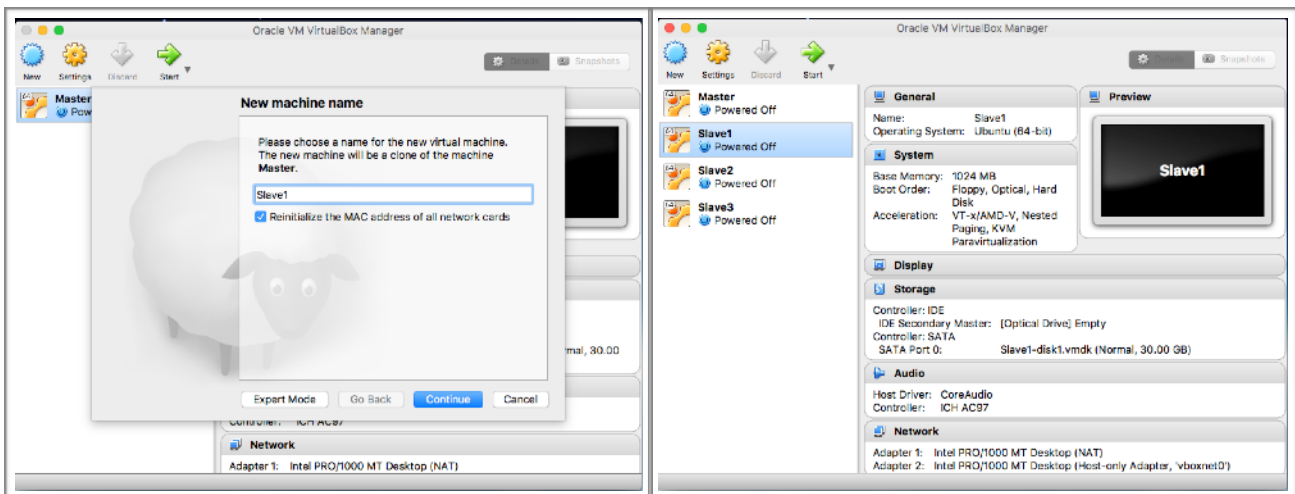 Oracle VM VirtualBox Manager
New
Settings
Discard
Start
Details
Snapshots
Master
Pow
New machine name
Please choose a name for the new virtual machine.
The new machine will be a clone of the machine
Master.
Slave1
Reinitialize the MAC address of all network cards
rmal, 30.00
Expert Mode
Go Back
Continue
Cancel
Controller: ICH AC97
Network
Adapter 1: Intel PRO/1000 MT Desktop (NAT)
Oracle VM VirtualBox Manager
New
Settings
Discard
Start
Details
Snapshots
Master
Powered Off
Slave1
Powered Off
Slave2
Powered Off
Slave3
Powered Off
General
Name: Slave1
Operating System: Ubuntu (64-bit)
System
Base Memory: 1024 MB
Boot Order: Floppy, Optical, Hard
Disk
Acceleration: VT-x/AMD-V, Nested
Paging, KVM
Paravirtualization
Preview
Slave1
Display
Storage
Controller: IDE
IDE Secondary Master: [Optical Drive] Empty
Controller: SATA
SATA Port 0: Slave1-disk1.vmdk (Normal, 30.00 GB)
Audio
Host Driver: CoreAudio
Controller: ICH AC97
Network
Adapter 1: Intel PRO/1000 MT Desktop (NAT)
Adapter 2: Intel PRO/1000 MT Desktop (Host-only Adapter, 'vboxnet0')